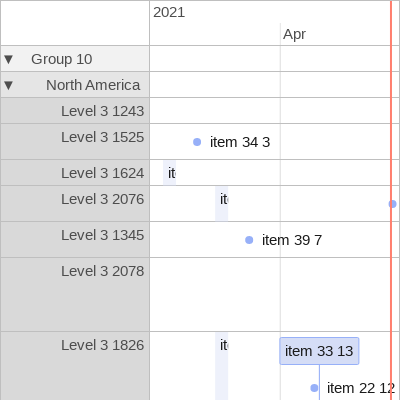 2021
Apr
▼ Group 10
▼ North America
Level 3 1243
Level 3 1525
item 34 3
Level 3 1624
it
Level 3 2076
it
Level 3 1345
item 39 7
Level 3 2078
Level 3 1826
it
item 33 13
item 22 12